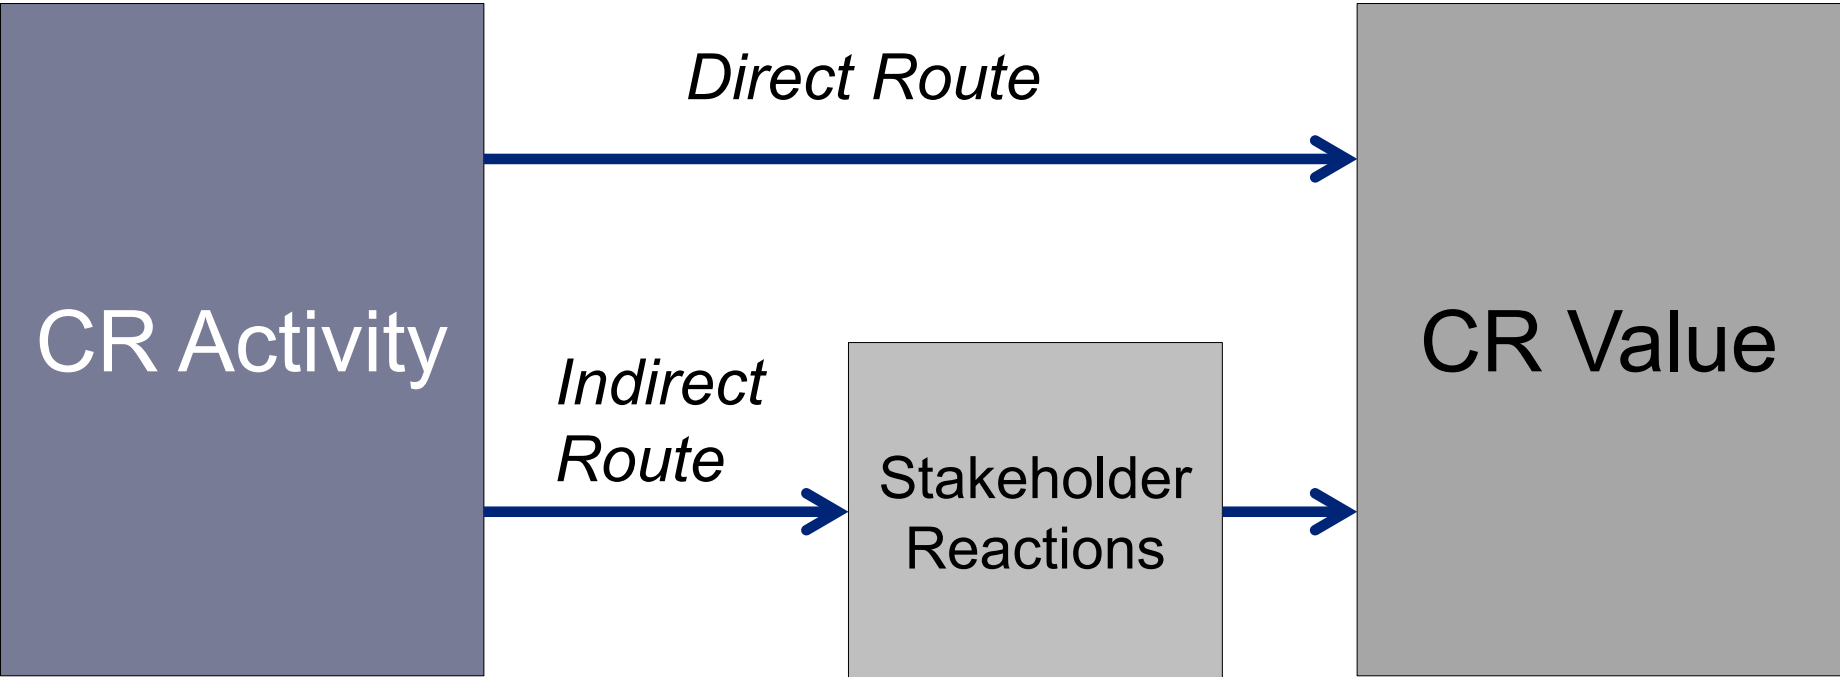 Direct Route
CR Activity
CR Value
Indirect
Route
Stakeholder
Reactions